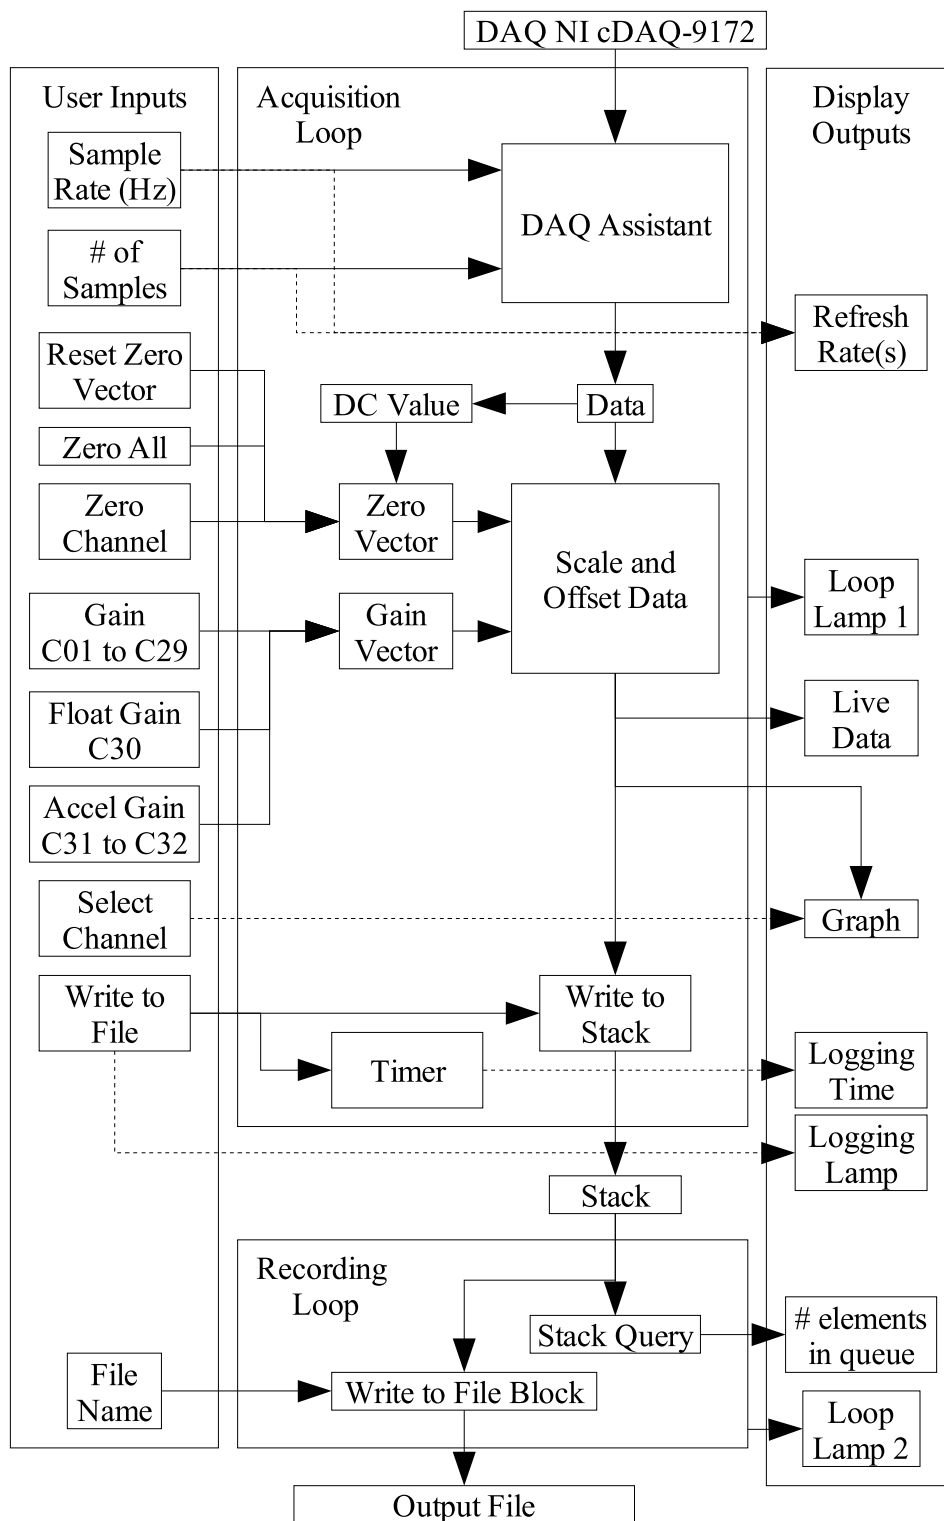 DAQ NI cDAQ-9172
User Inputs
Sample
Rate (Hz)
# of
Samples
Reset Zero
Vector
Zero All
Zero
Channel
Gain
C01 to C29
Float Gain
C30
Accel Gain
C31 to C32
Select
Channel
Write to
File
File
Name
Acquisition
Loop
DAQ Assistant
DC Value
Data
Zero
Vector
Scale and
Offset Data
Gain
Vector
Write to
Stack
Timer
Stack
Recording
Loop
Stack Query
Write to File Block
Output File
Display
Outputs
Refresh
Rate(s)
Loop
Lamp 1
Live
Data
Graph
Logging
Time
Logging
Lamp
# elements
in queue
Loop
Lamp 2